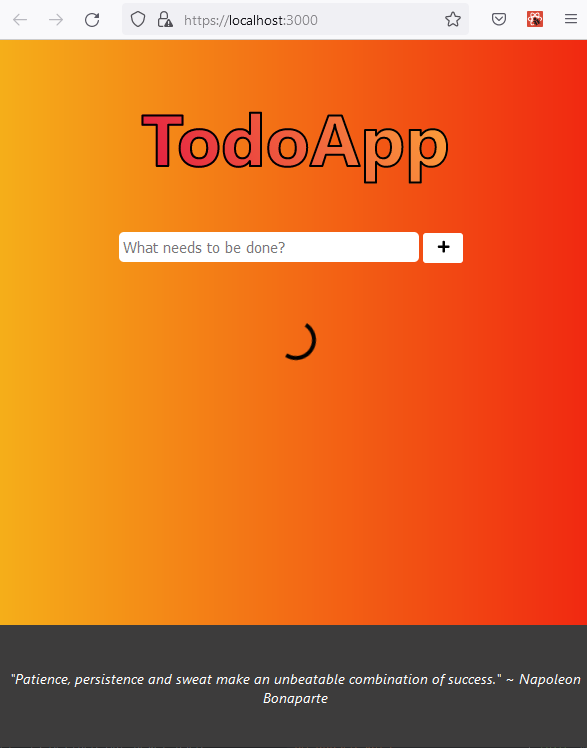 https://localhost:3000
TodoApp
What needs to be done?
+
"Patience, persistence and sweat make an unbeatable combination of success." ~ Napoleon
Bonaparte